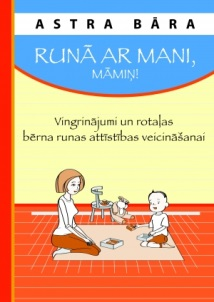 ASTRA BĀRA
RUNĀ AR MANI,
MĀMIŅ!
Vingrinājumi un rotaļas
bērna runas attīstības veicināšanai